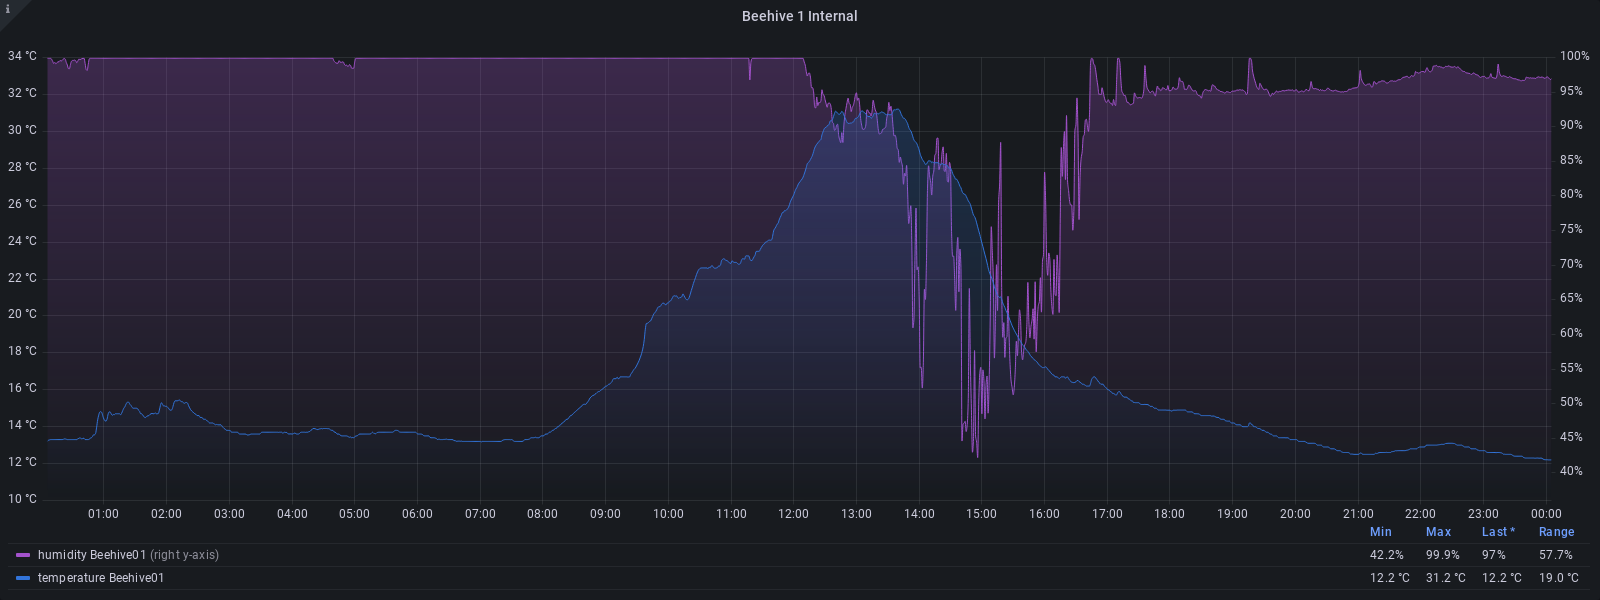 i
Beehive 1 Internal
34 °C
32 °C
30 °C
28 °C
26 °C
24 °C
22 °C
20 °C
18 °C
16 °C
14 °C
12 °C
10 °C
100%
95%
90%
85%
80%
75%
70%
65%
60%
55%
50%
45%
40%
01:00 02:00 03:00 04:00 05:00 06:00 07:00 08:00 09:00 10:00 11:00 12:00 13:00 14:00 15:00 16:00 17:00 18:00 19:00 20:00 21:00 22:00 23:00 00:00
Min Max Last * Range
humidity Beehive01 (right y-axis) 42.2% 99.9% 97% 57.7%
temperature Beehive01 12.2 °C 31.2 °C 12.2 °C 19.0 °C